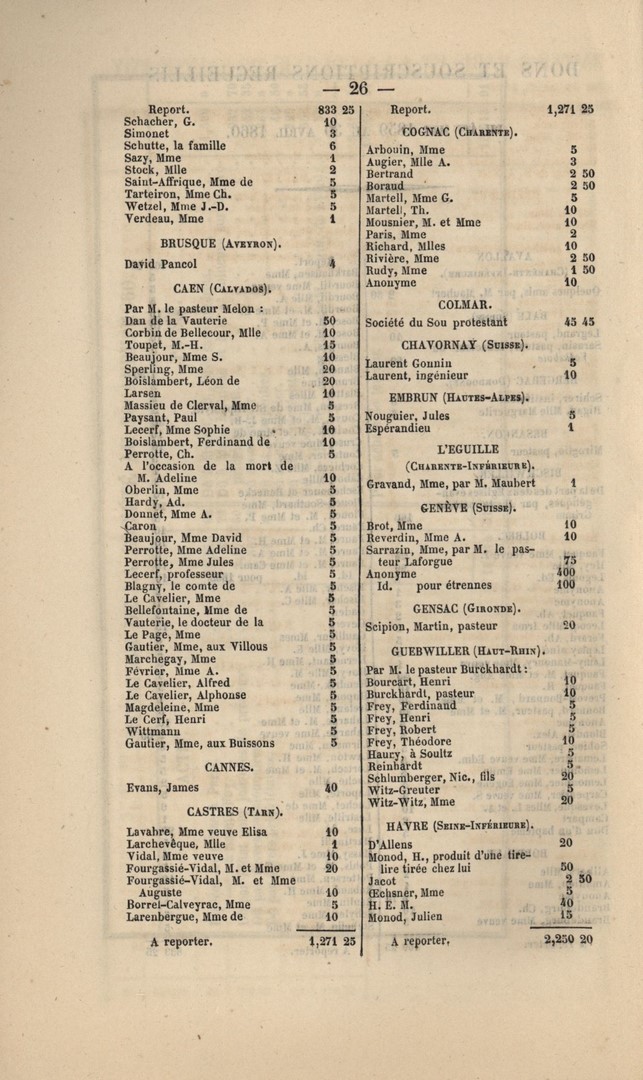 — 26 —
Report. 833 25
Schacher, G. 10
Simonet 3
Schutte, la famille 6
Sazy, Mme 1
Stock, Mlle 2
Saint-Affrique, Mme de 5
Tarteiron, Mme Ch. 5
Wetzel, Mme J.-D. 5
Verdeau, Mme 1
BRUSQUE (Aveyron).
David Pancol 4
CAEN (Calvados).
Par M. le pasteur Melon :
Dan de la Vauterie 50
Corbin de Bellecour, Mlle 10
Toupet, M.-H. 15
Beaujour, Mme S. 10
Sperling, Mme 20
Boislambert, Léon de 20
Larsen 10
Massieu de Clerval, Mme 5
Paysant, Paul 5
Lecerf, Mme Sophie 10
Boislambert, Ferdinand de 10
Perrotte, Ch. 5
A l'occasion de la mort de
M. Adeline 10
Oberlin, Mme 5
Hardy, Ad. 5
Donnet, Mme A. 5
Caron 5
Beaujour, Mme David 5
Perrotte, Mme Adeline 5
Perrotte, Mme Jules 5
Lecerf, professeur 5
Blagny, le comte de 5
Le Cavelier, Mme 5
Bellefontaine, Mme de 5
Vauterie, le docteur de la 5
Le Page, Mme 5
Gautier, Mme, aux Villous 5
Marchegay, Mme 5
Février, Mme A. 5
Le Cavelier, Alfred 5
Le Cavelier, Alphonse 5
Magdeleine, Mme 5
Le Cerf, Henri 5
Wittmann 5
Gautier, Mme, aux Buissons 5
CANNES.
Evans, James 40
CASTRES (Tarn).
Lavabre, Mme veuve Elisa 10
Larchevêque, Mlle 1
Vidal, Mme veuve 10
Fourgassié-Vidal, M. et Mme 20
Fourgassié-Vidal, M. et Mme
Auguste 10
Borrel-Calveyrac, Mme 5
Larenbergue, Mme de 10
A reporter. 1,271 25
Report. 1,271 25
COGNAC (Charente).
Arbouin, Mme 5
Augier, Mlle A. 3
Bertrand 2 50
Boraud 2 50
Martell, Mme G. 5
Martell, Th. 10
Mousnier, M. et Mme 10
Paris, Mme 2
Richard, Mlles 10
Rivière, Mme 2 50
Rudy, Mme 1 50
Anonyme 10
COLMAR.
Société du Sou protestant 45 45
CHAVORNAY (Suisse).
Laurent Gonnin 5
Laurent, ingénieur 10
EMBRUN (Hautes-Alpes).
Nouguier, Jules 5
Espérandieu 1
L'EGUILLE
(Charente-Inférieure).
Gravand, Mme, par M. Maubert 1
GENÈVE (Suisse).
Brot, Mme 10
Reverdin, Mme A. 10
Sarrazin, Mme, par M. le pas-
teur Laforgue 75
Anonyme 400
Id. pour étrennes 100
GENSAC (Gironde).
Scipion, Martin, pasteur 20
GUEBWILLER (Haut-Rhin).
Par M. le pasteur Burckhardt :
Bourcart, Henri 10
Burckhardt, pasteur 10
Frey, Ferdinand 5
Frey, Henri 5
Frey, Robert 5
Frey, Théodore 10
Haury, à Soultz 5
Reinhardt 5
Schlumberger, Nic., fils 20
Witz-Greuter 5
Witz-Witz, Mme 20
HAVRE (Seine-Inférieure).
D'Allens 20
Monod, H., produit d'une tire-
lire tirée chez lui 50
Jacot 2 50
Œchsner, Mme 5
H. E. M. 40
Monod, Julien 15
A reporter, 2,250 20